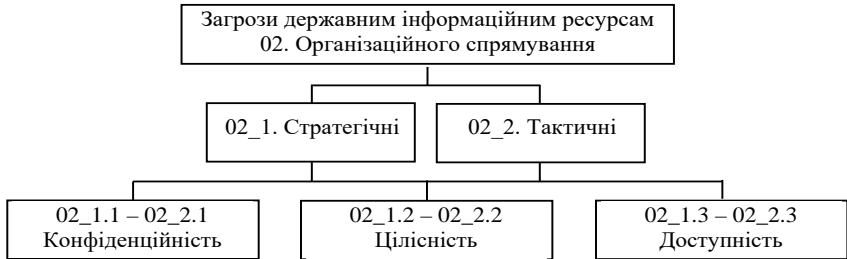 Загрози державним інформаційним ресурсам
02. Організаційного спрямування
02_1. Стратегічні
02_2. Тактичні
02_1.1 – 02_2.1
Конфіденційність
02_1.2 – 02_2.2
Цілісність
02_1.3 – 02_2.3
Доступність